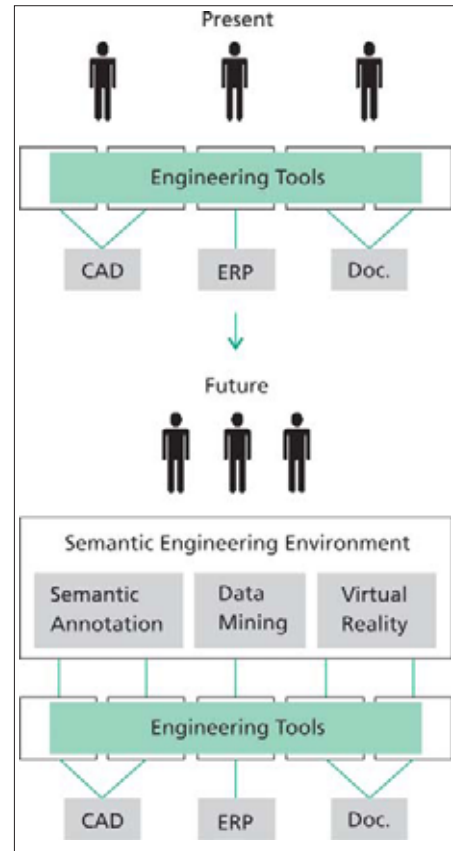 Present
Engineering Tools
CAD
ERP
Doc.
Future
Semantic Engineering Environment
Semantic
Annotation
Data
Mining
Virtual
Reality
Engineering Tools
CAD
ERP
Doc.